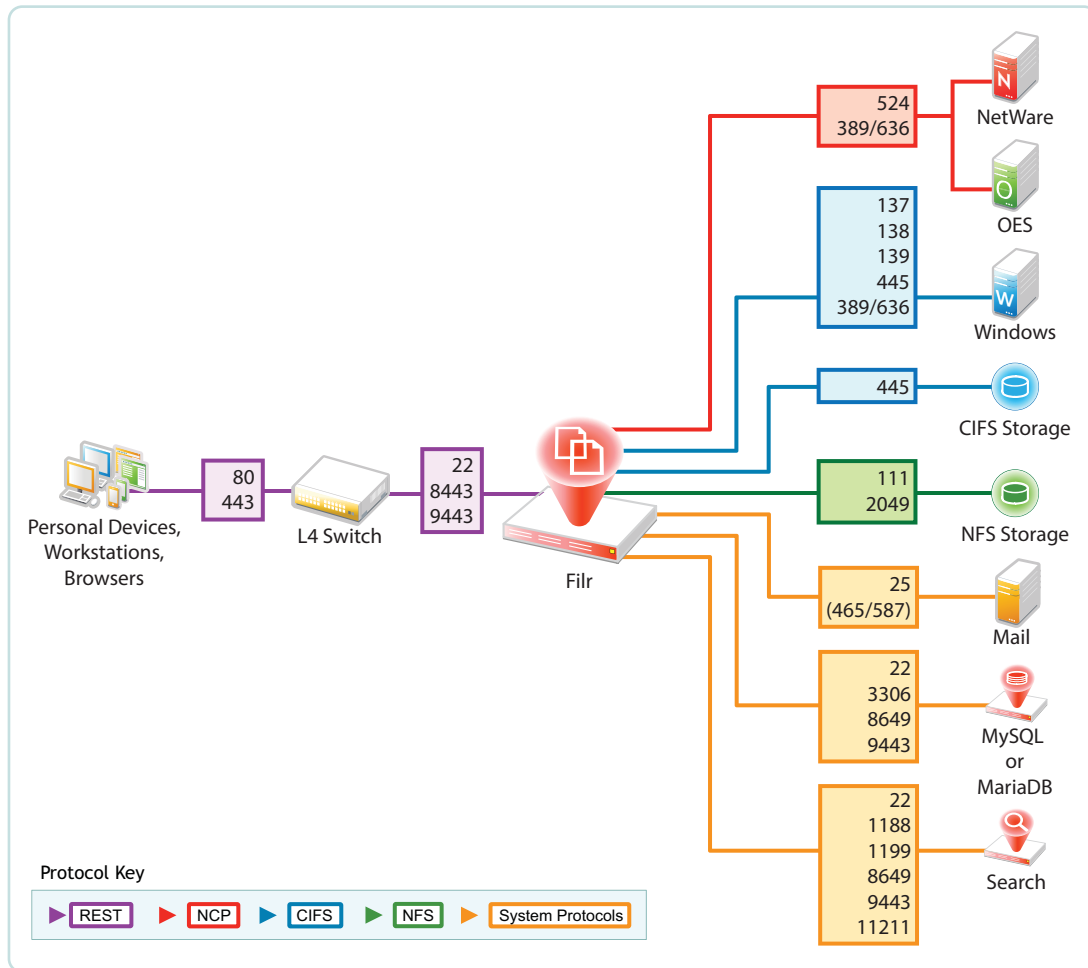 524
389/636
N
NetWare
O
OES
137
138
139
445
389/636
W
Windows
445
CIFS Storage
80
443
22
8443
9443
111
2049
Personal Devices,
Workstations,
Browsers
L4 Switch
Filr
NFS Storage
25
(465/587)
Mail
22
3306
8649
9443
MySQL
or
MariaDB
22
1188
1199
8649
9443
11211
Search
Protocol Key
REST
NCP
CIFS
NFS
System Protocols